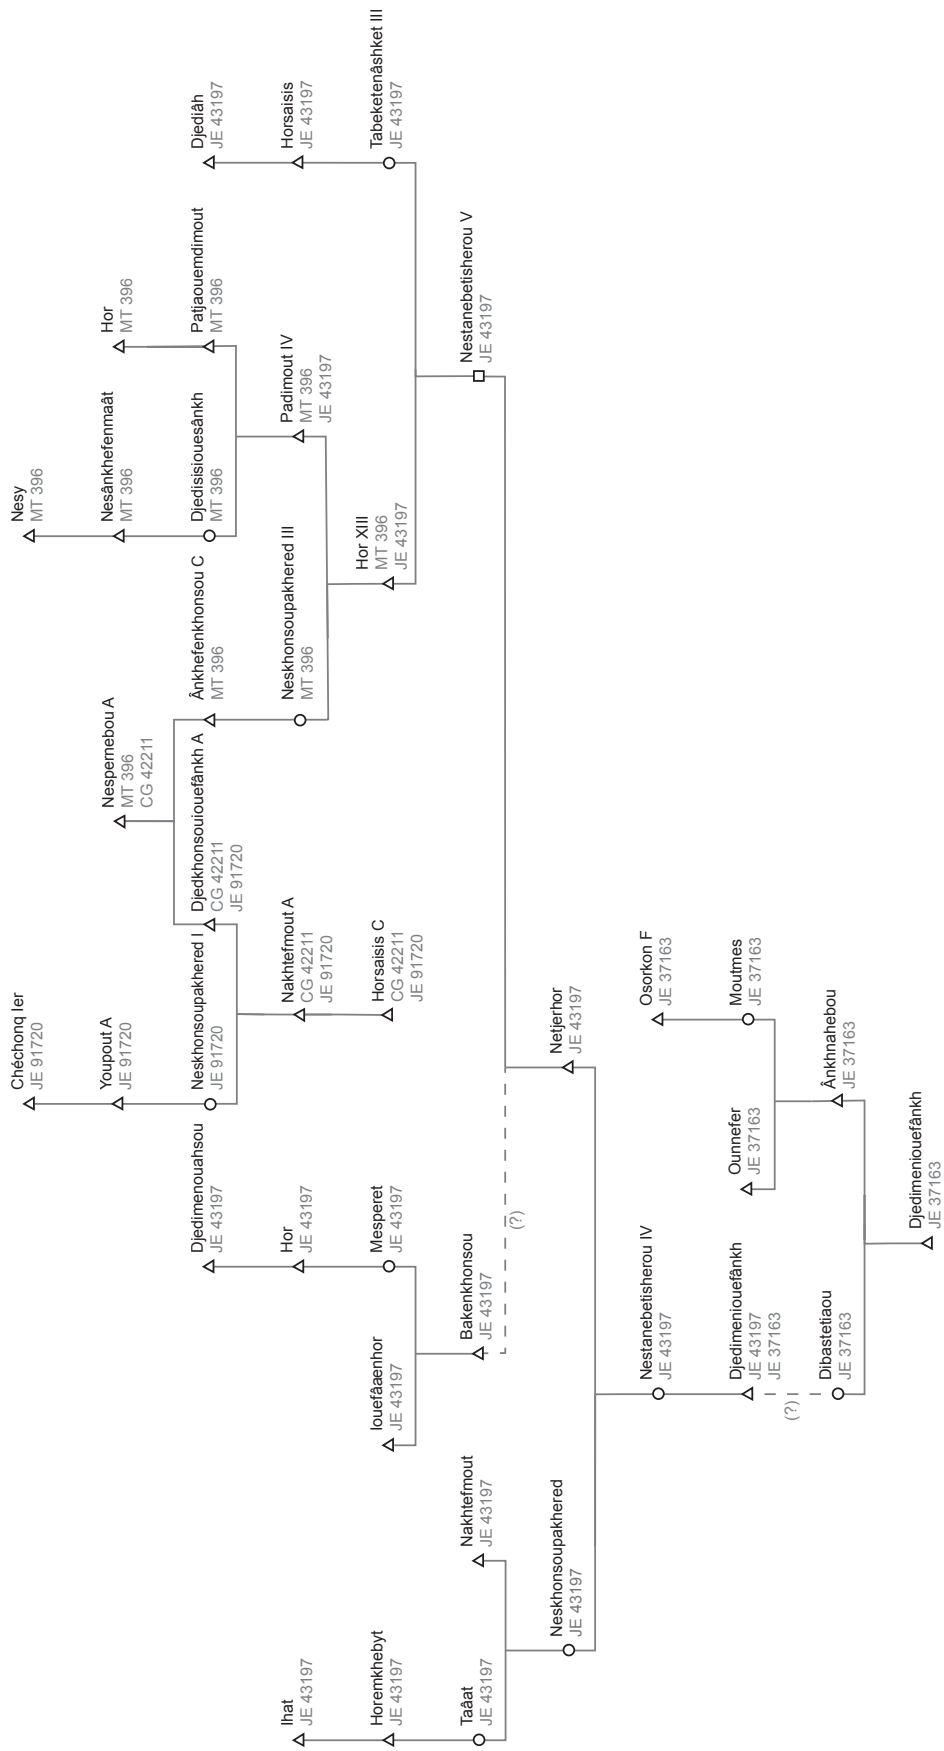 Chéchonq Ier
JE 91720
Nesy
MT 396
Youpout A
JE 91720
Nespernebou A
MT 396
CG 42211
Nesânkhefenmaât
MT 396
Hor
MT 396
Djedimenouahsou
JE 43197
Neskhonsoupakhered I
JE 91720
Djedkhonsouiouefânkh A
CG 42211
JE 91720
Ânkhefenkhonsou C
MT 396
Djedisisiouesânkh
MT 396
Patjaouemdimout
MT 396
Djediâh
JE 43197
Ihat
JE 43197
Hor
JE 43197
Nakhtefmout A
CG 42211
JE 91720
Neskhonsoupakhered III
MT 396
Padimout IV
MT 396
JE 43197
Horsaisis
JE 43197
Horemkhebyt
JE 43197
Iouefâaenhor
JE 43197
Mesperet
JE 43197
Horsaisis C
CG 42211
JE 91720
Hor XIII
MT 396
JE 43197
Tabeketenâshket III
JE 43197
Taâat
JE 43197
Nakhtefmout
JE 43197
Bakenkhonsou
JE 43197
Nestanebetisherou V
JE 43197
(?)
Neskhonsoupakhered
JE 43197
Netjerhor
JE 43197
Nestanebetisherou IV
JE 43197
Osorkon F
JE 37163
Djedimeniouefânkh
JE 43197
JE 37163
Ounnefer
JE 37163
Moutmes
JE 37163
(?)
Dibastetiaou
JE 37163
Ânkhnahebou
JE 37163
Djedimeniouefânkh
JE 37163